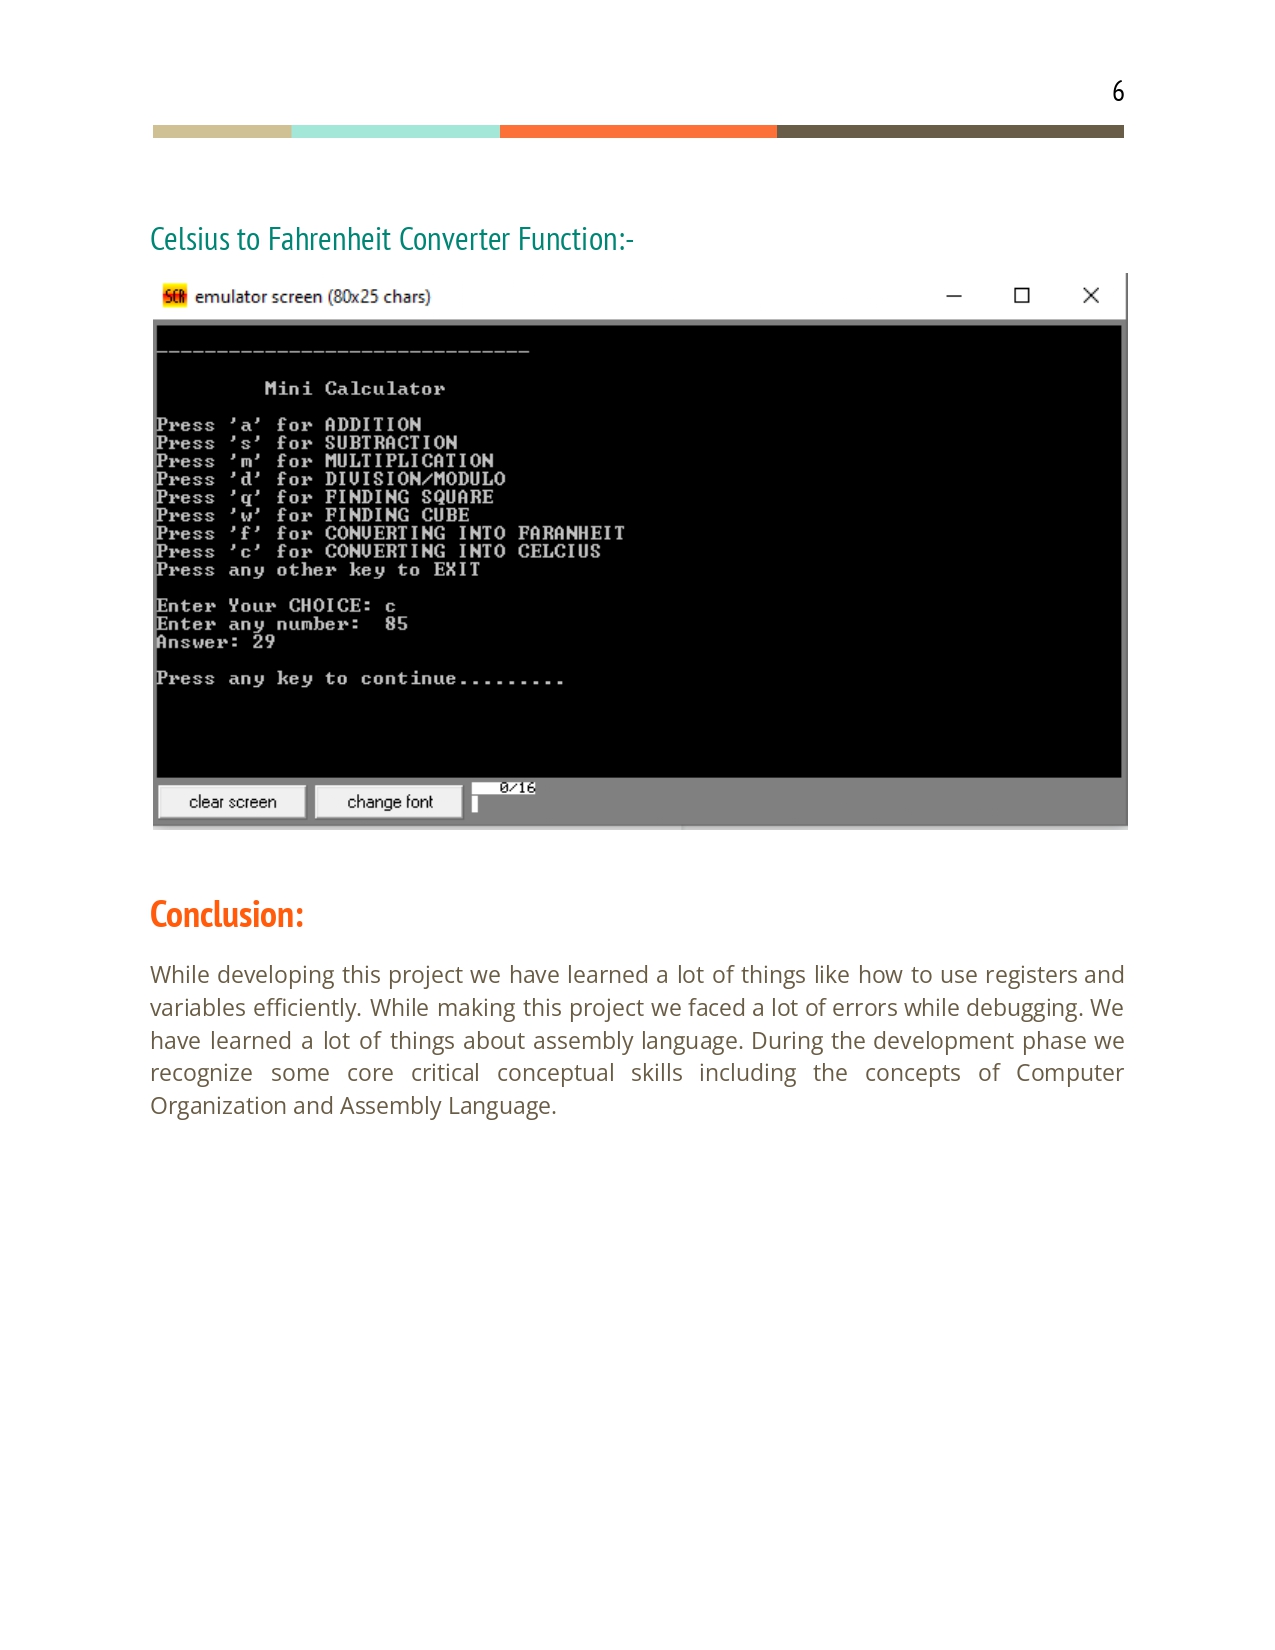 6
Celsius to Fahrenheit Converter Function:-
SCR emulator screen (80x25 chars)
-------------------------------
Mini Calculator
Press 'a' for ADDITION
Press 's' for SUBTRACTION
Press 'm' for MULTIPLICATION
Press 'd' for DIVISION/MODULO
Press 'q' for FINDING SQUARE
Press 'w' for FINDING CUBE
Press 'f' for CONVERTING INTO FARANHEIT
Press 'c' for CONVERTING INTO CELCIUS
Press any other key to EXIT
Enter Your CHOICE: c
Enter any number:  85
Answer: 29
Press any key to continue.........
clear screen change font 0/16
Conclusion:
While developing this project we have learned a lot of things like how to use registers and
variables efficiently. While making this project we faced a lot of errors while debugging. We
have learned a lot of things about assembly language. During the development phase we
recognize some core critical conceptual skills including the concepts of Computer
Organization and Assembly Language.